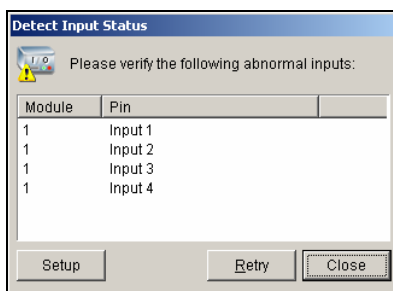 Detect Input Status
I/O
Please verify the following abnormal inputs:
Module Pin
1 Input 1
1 Input 2
1 Input 3
1 Input 4
Setup Retry Close